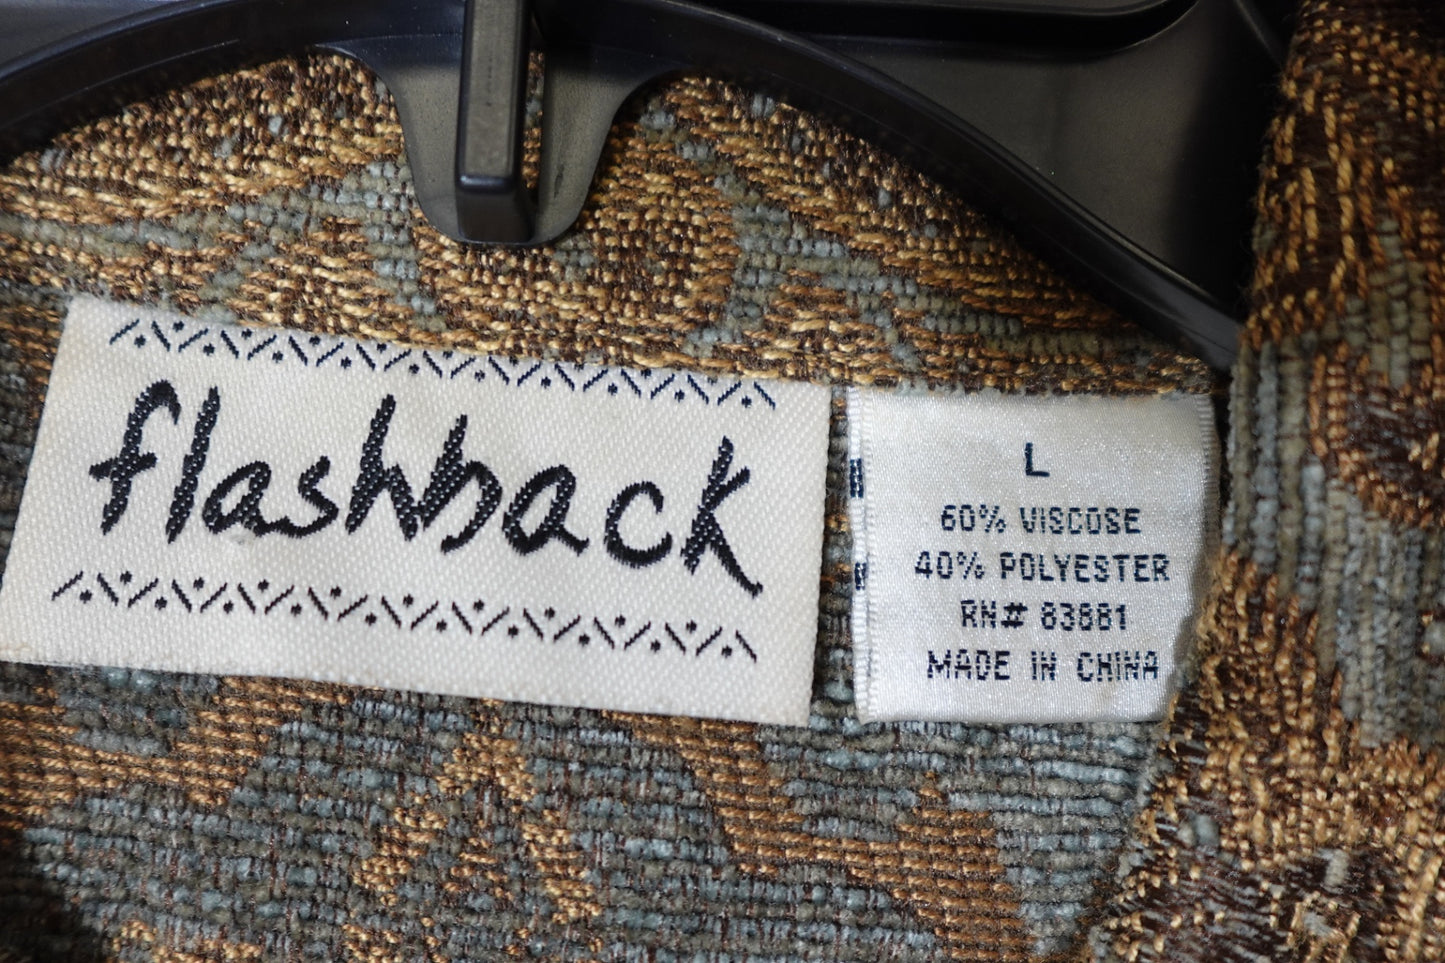 flashback
L
60% VISCOSE
40% POLYESTER
RN# 83881
MADE IN CHINA